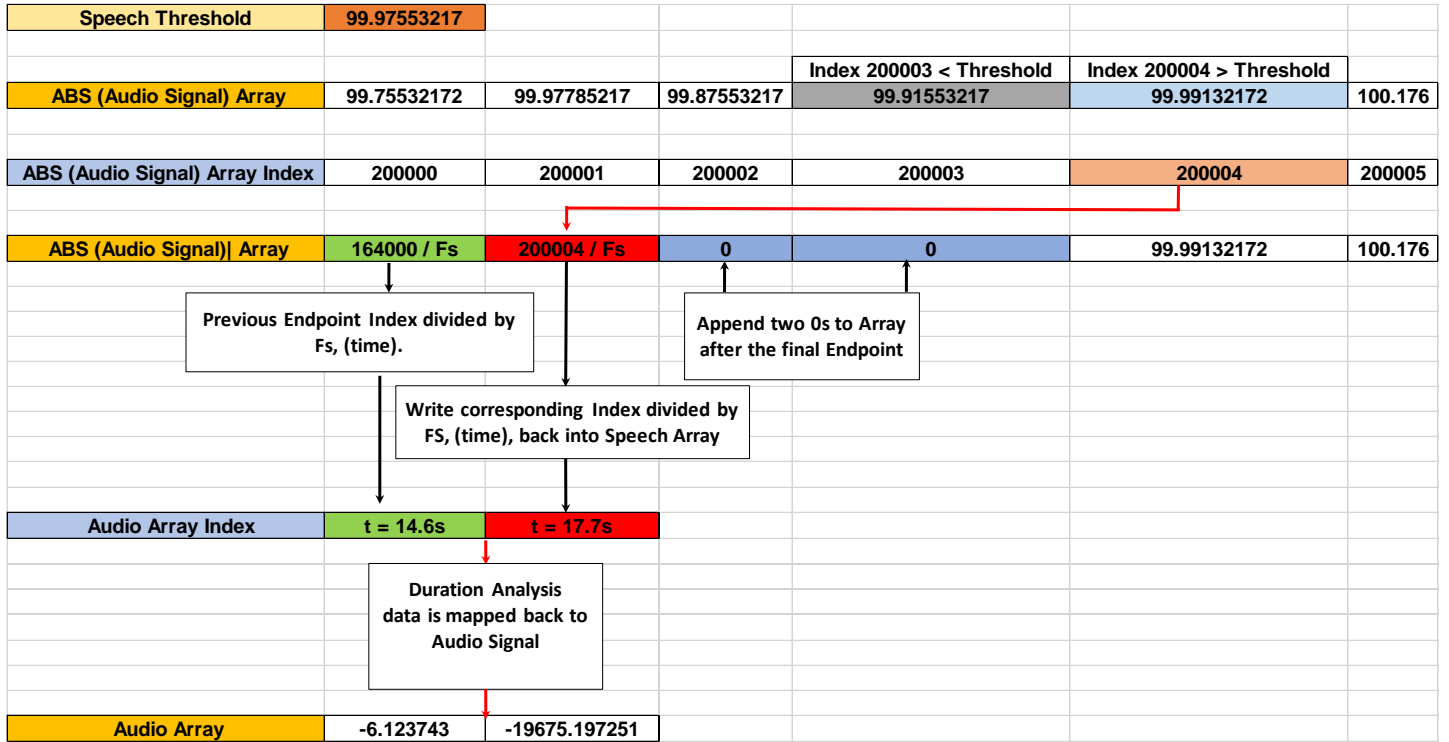 Speech Threshold 99.97553217
Index 200003 < Threshold Index 200004 > Threshold
ABS (Audio Signal) Array 99.75532172 99.97785217 99.87553217 99.91553217 99.99132172 100.176
ABS (Audio Signal) Array Index 200000 200001 200002 200003 200004 200005
ABS (Audio Signal)| Array 164000 / Fs 200004 / Fs 0 0 99.99132172 100.176
Previous Endpoint Index divided by
Fs, (time).
Append two 0s to Array
after the final Endpoint
Write corresponding Index divided by
FS, (time), back into Speech Array
Audio Array Index t = 14.6s t = 17.7s
Duration Analysis
data is mapped back to
Audio Signal
Audio Array -6.123743 -19675.197251